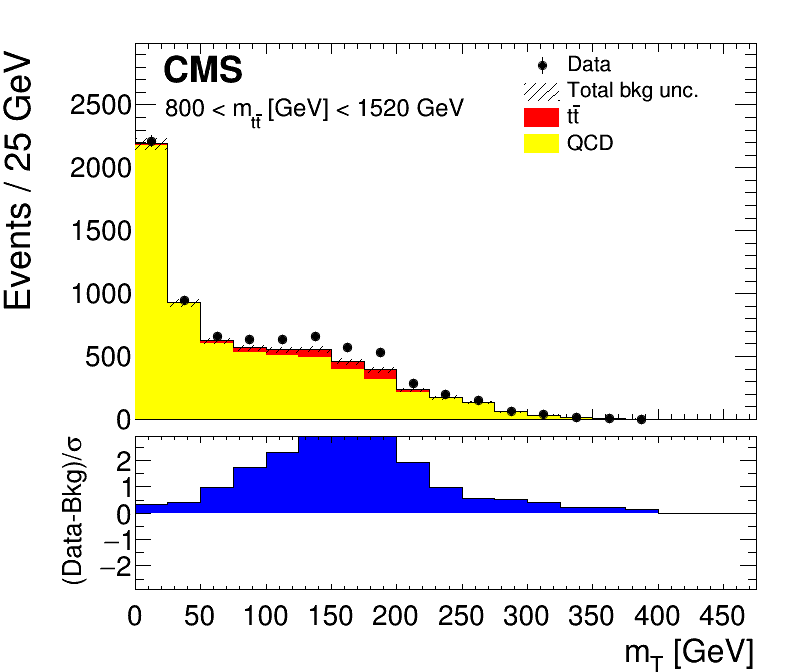 CMS
800 < m_tt̄ [GeV] < 1520 GeV
Data
Total bkg unc.
tt̄
QCD
Events / 25 GeV
2500
2000
1500
1000
500
0
(Data-Bkg)/σ
2
1
0
−1
−2
0 50 100 150 200 250 300 350 400 450
m_T [GeV]